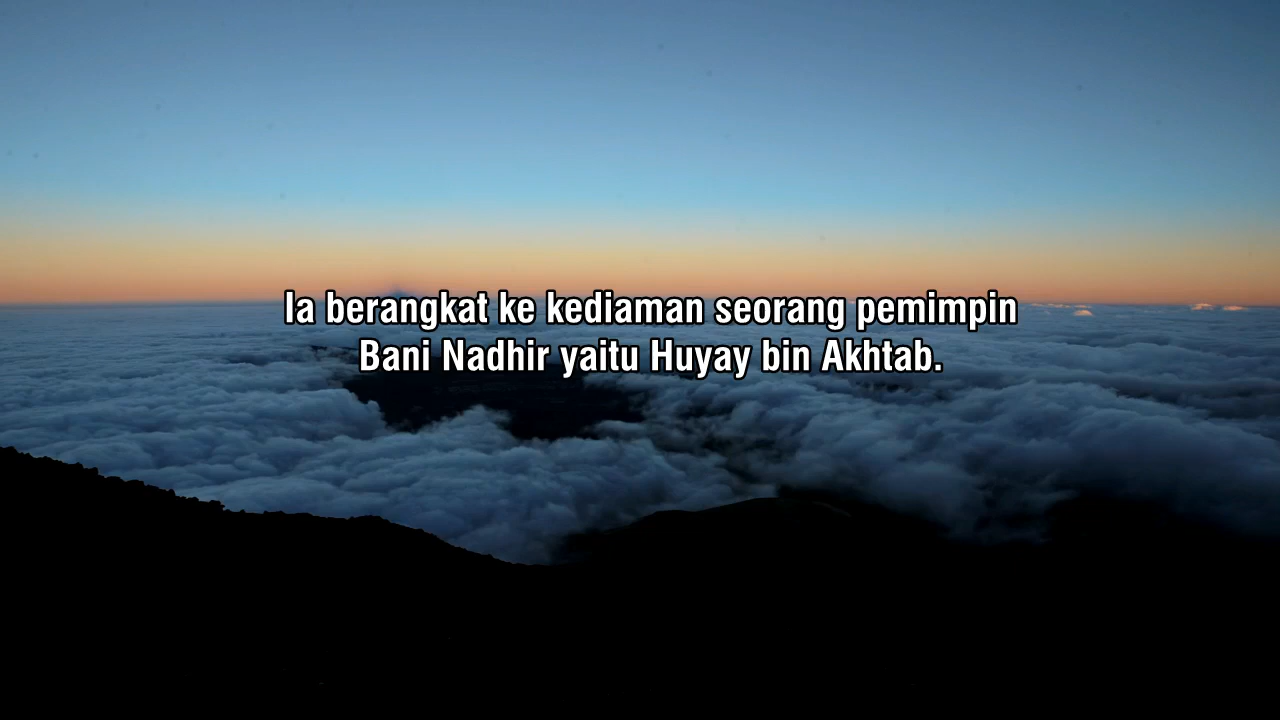 Ia berangkat ke kediaman seorang pemimpin
Bani Nadhir yaitu Huyay bin Akhtab.